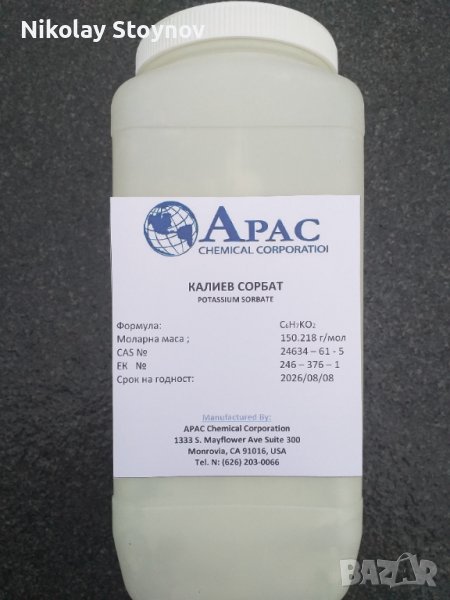 Nikolay Stoynov
APAC
CHEMICAL CORPORATIOI
КАЛИЕВ СОРБАТ
POTASSIUM SORBATE
Формула: C₆H₇KO₂
Моларна маса ; 150.218 г/мол
CAS № 24634 – 61 - 5
ЕК № 246 – 376 – 1
Срок на годност: 2026/08/08
Manufactured By:
APAC Chemical Corporation
1333 S. Mayflower Ave Suite 300
Monrovia, CA 91016, USA
Tel. N: (626) 203-0066
BAZAR